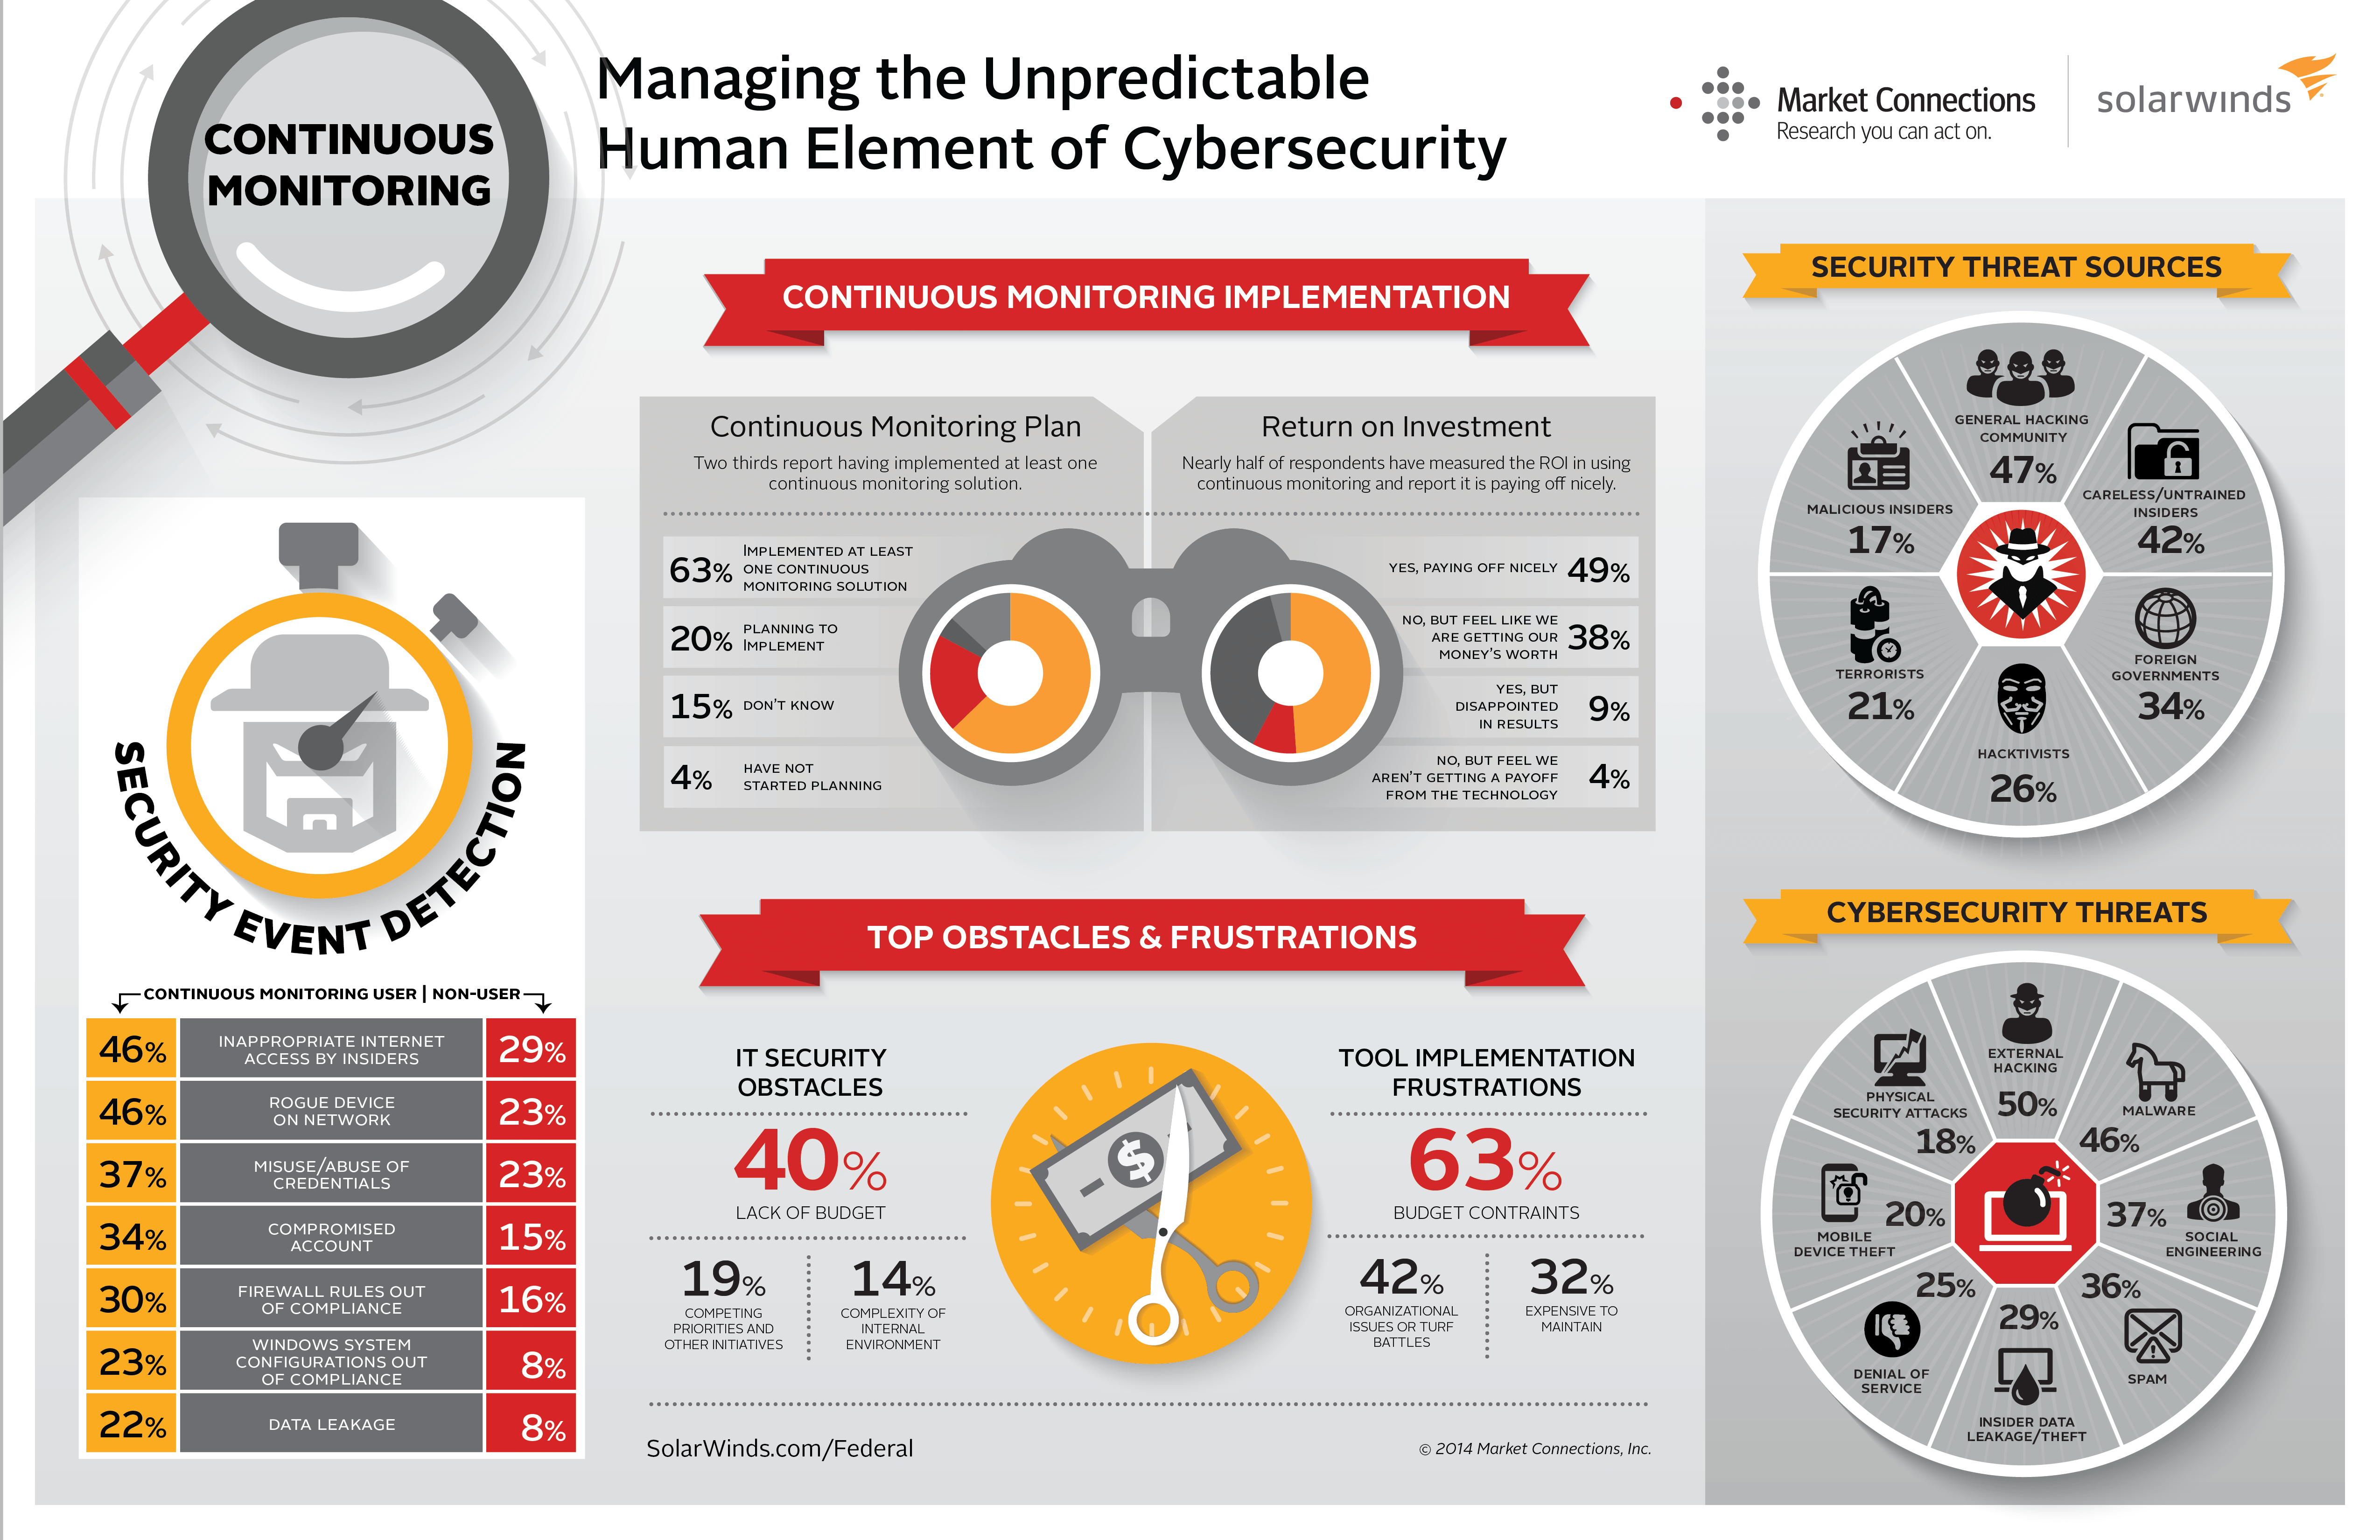 CONTINUOUS
MONITORING
Managing the Unpredictable
Human Element of Cybersecurity
Market Connections
Research you can act on.
solarwinds
SECURITY EVENT DETECTION
CONTINUOUS MONITORING USER | NON-USER
46% INAPPROPRIATE INTERNET ACCESS BY INSIDERS 29%
46% ROGUE DEVICE ON NETWORK 23%
37% MISUSE/ABUSE OF CREDENTIALS 23%
34% COMPROMISED ACCOUNT 15%
30% FIREWALL RULES OUT OF COMPLIANCE 16%
23% WINDOWS SYSTEM CONFIGURATIONS OUT OF COMPLIANCE 8%
22% DATA LEAKAGE 8%
CONTINUOUS MONITORING IMPLEMENTATION
Continuous Monitoring Plan
Two thirds report having implemented at least one
continuous monitoring solution.
63% IMPLEMENTED AT LEAST
ONE CONTINUOUS
MONITORING SOLUTION
20% PLANNING TO
IMPLEMENT
15% DON'T KNOW
4% HAVE NOT
STARTED PLANNING
Return on Investment
Nearly half of respondents have measured the ROI in using
continuous monitoring and report it is paying off nicely.
YES, PAYING OFF NICELY 49%
NO, BUT FEEL LIKE WE
ARE GETTING OUR
MONEY'S WORTH 38%
YES, BUT
DISAPPOINTED
IN RESULTS 9%
NO, BUT FEEL WE
AREN'T GETTING A PAYOFF
FROM THE TECHNOLOGY 4%
TOP OBSTACLES & FRUSTRATIONS
IT SECURITY
OBSTACLES
40%
LACK OF BUDGET
19%
COMPETING
PRIORITIES AND
OTHER INITIATIVES
14%
COMPLEXITY OF
INTERNAL
ENVIRONMENT
$
TOOL IMPLEMENTATION
FRUSTRATIONS
63%
BUDGET CONTRAINTS
42%
ORGANIZATIONAL
ISSUES OR TURF
BATTLES
32%
EXPENSIVE TO
MAINTAIN
SolarWinds.com/Federal
© 2014 Market Connections, Inc.
SECURITY THREAT SOURCES
GENERAL HACKING
COMMUNITY
47%
CARELESS/UNTRAINED
INSIDERS
42%
FOREIGN
GOVERNMENTS
34%
HACKTIVISTS
26%
TERRORISTS
21%
MALICIOUS INSIDERS
17%
CYBERSECURITY THREATS
EXTERNAL
HACKING
50%
MALWARE
46%
37%
SOCIAL
ENGINEERING
36%
SPAM
29%
INSIDER DATA
LEAKAGE/THEFT
25%
DENIAL OF
SERVICE
20%
MOBILE
DEVICE THEFT
PHYSICAL
SECURITY ATTACKS
18%